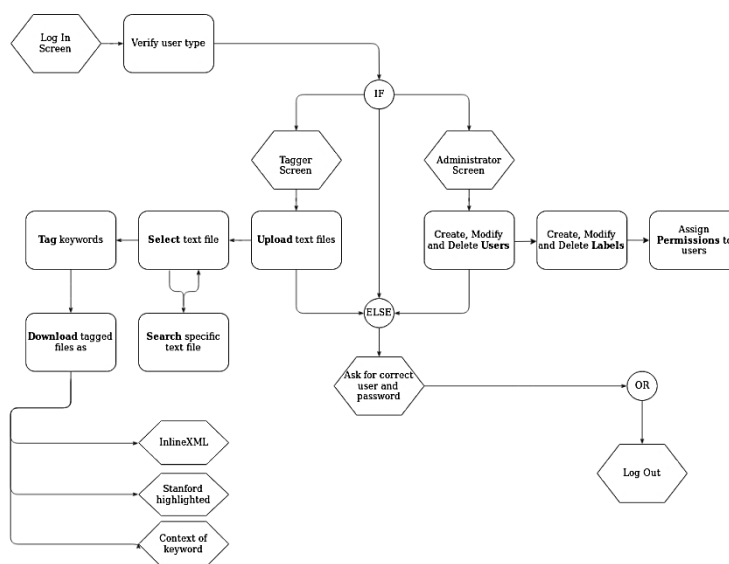 Log In
Screen
Verify user type
IF
Tagger
Screen
Administrator
Screen
Tag keywords
Select text file
Upload text files
Create, Modify
and Delete Users
Create, Modify
and Delete Labels
Assign
Permissions to
users
Download tagged
files as
Search specific
text file
ELSE
Ask for correct
user and
password
OR
InlineXML
Log Out
Stanford
highlighted
Context of
keyword